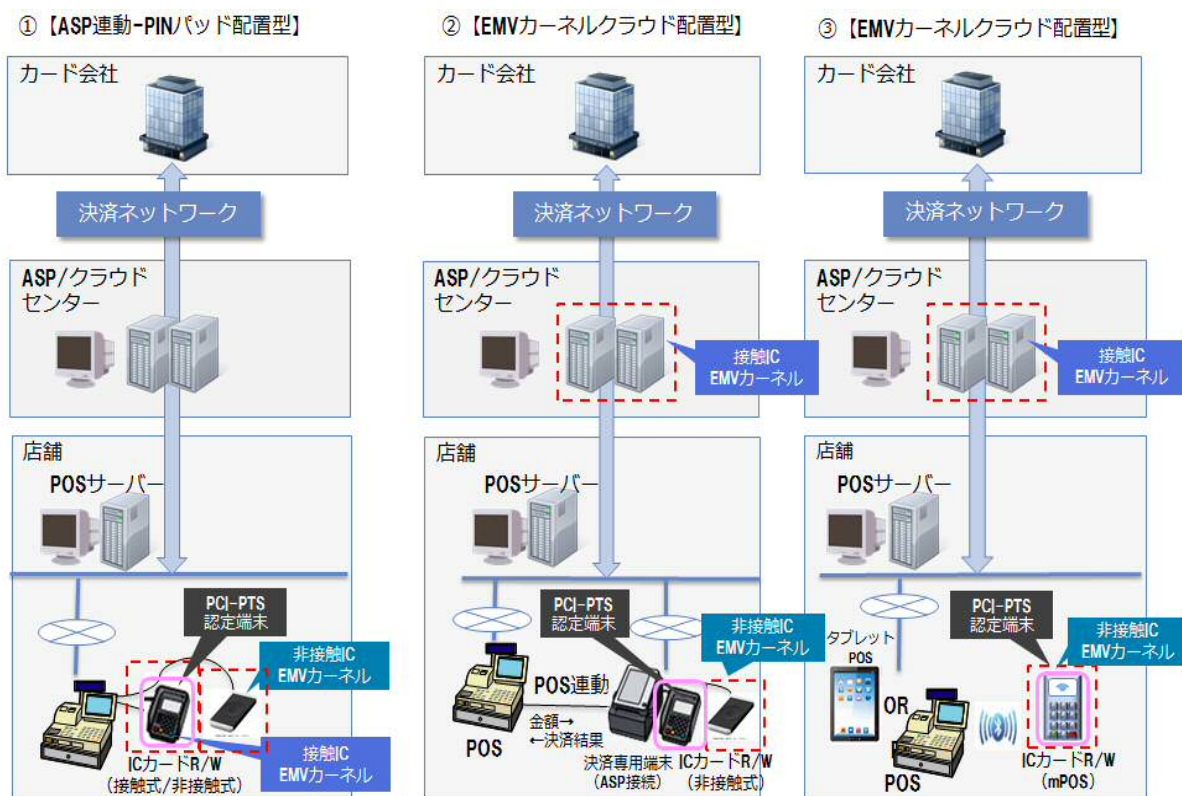 ①【ASP連動-PINパッド配置型】
カード会社
決済ネットワーク
ASP/クラウド
センター
店舗
POSサーバー
PCI-PTS
認定端末
非接触IC
EMVカーネル
ICカードR/W
(接触式/非接触式)
接触IC
EMVカーネル
②【EMVカーネルクラウド配置型】
カード会社
決済ネットワーク
ASP/クラウド
センター
接触IC
EMVカーネル
店舗
POSサーバー
PCI-PTS
認定端末
非接触IC
EMVカーネル
POS連動
金額→
←決済結果
POS
決済専用端末
(ASP接続)
ICカードR/W
(非接触式)
③【EMVカーネルクラウド配置型】
カード会社
決済ネットワーク
ASP/クラウド
センター
接触IC
EMVカーネル
店舗
POSサーバー
PCI-PTS
認定端末
非接触IC
EMVカーネル
タブレット
POS
OR
POS
ICカードR/W
(mPOS)